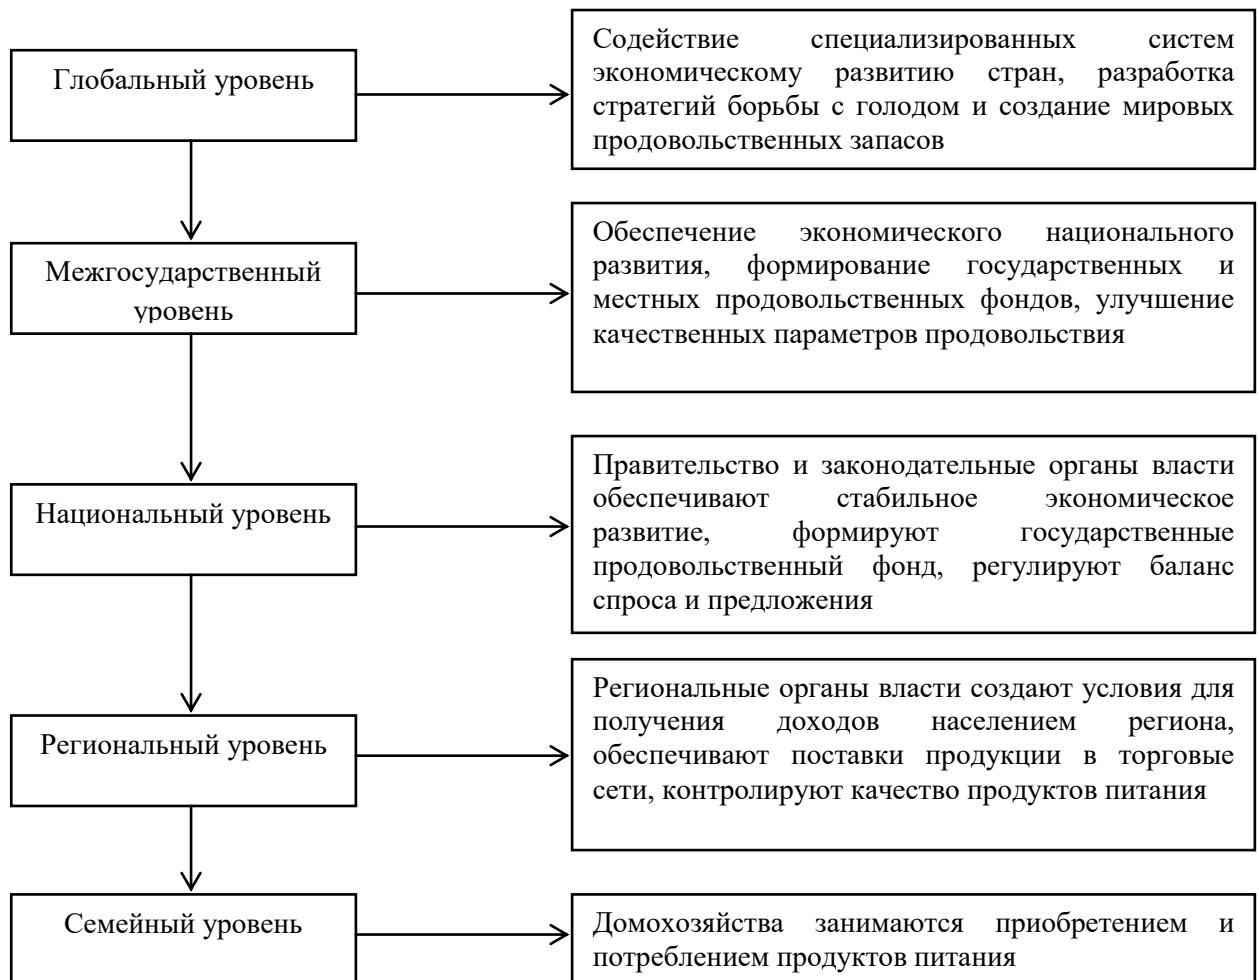 Глобальный уровень
Содействие специализированных систем
экономическому развитию стран, разработка
стратегий борьбы с голодом и создание мировых
продовольственных запасов
Межгосударственный
уровень
Обеспечение экономического национального
развития, формирование государственных и
местных продовольственных фондов, улучшение
качественных параметров продовольствия
Национальный уровень
Правительство и законодательные органы власти
обеспечивают стабильное экономическое
развитие, формируют государственные
продовольственный фонд, регулируют баланс
спроса и предложения
Региональный уровень
Региональные органы власти создают условия для
получения доходов населением региона,
обеспечивают поставки продукции в торговые
сети, контролируют качество продуктов питания
Семейный уровень
Домохозяйства занимаются приобретением и
потреблением продуктов питания